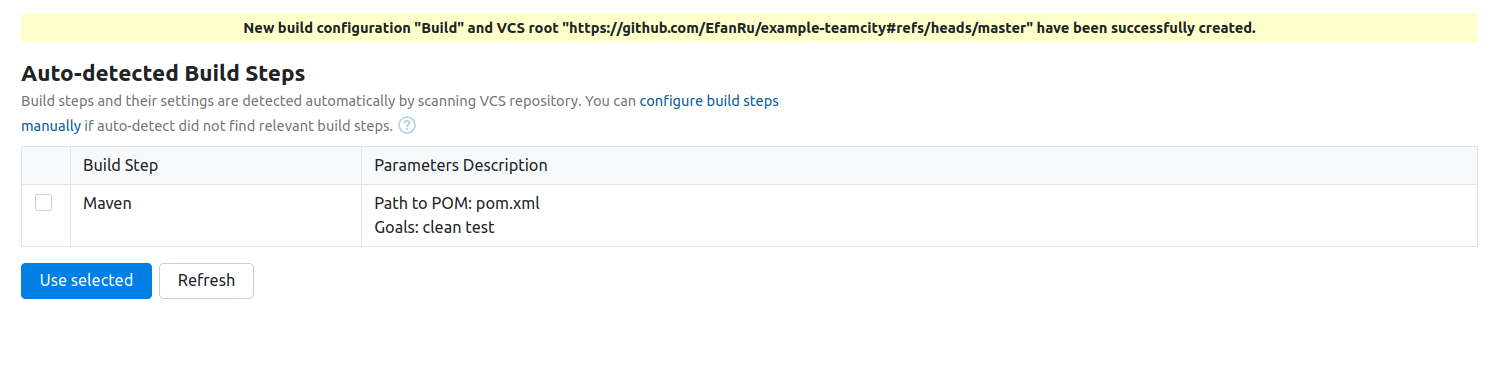 New build configuration "Build" and VCS root "https://github.com/EfanRu/example-teamcity#refs/heads/master" have been successfully created.
Auto-detected Build Steps
Build steps and their settings are detected automatically by scanning VCS repository. You can configure build steps
manually if auto-detect did not find relevant build steps. ?
Build Step Parameters Description
Maven Path to POM: pom.xml
Goals: clean test
Use selected Refresh